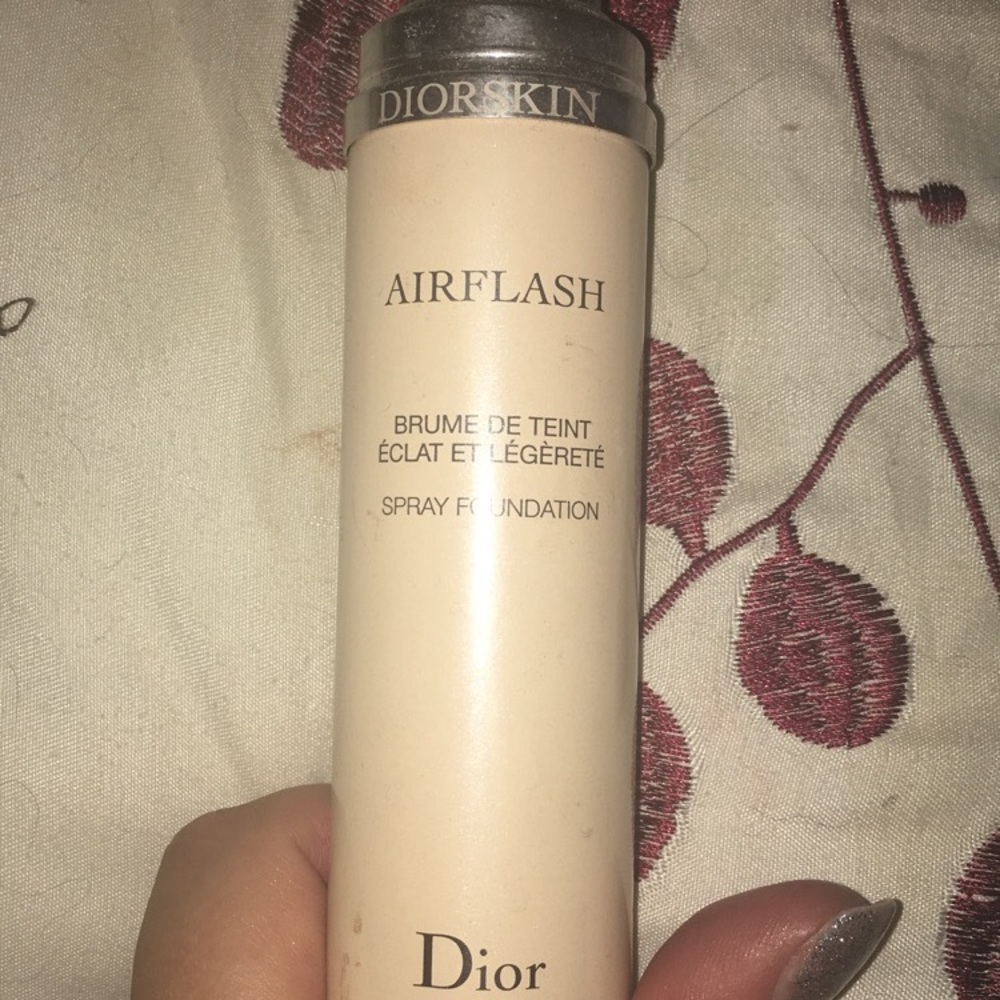 DIORSKIN
AIRFLASH
BRUME DE TEINT
ÉCLAT ET LÉGÈRETÉ
SPRAY FOUNDATION
Dior